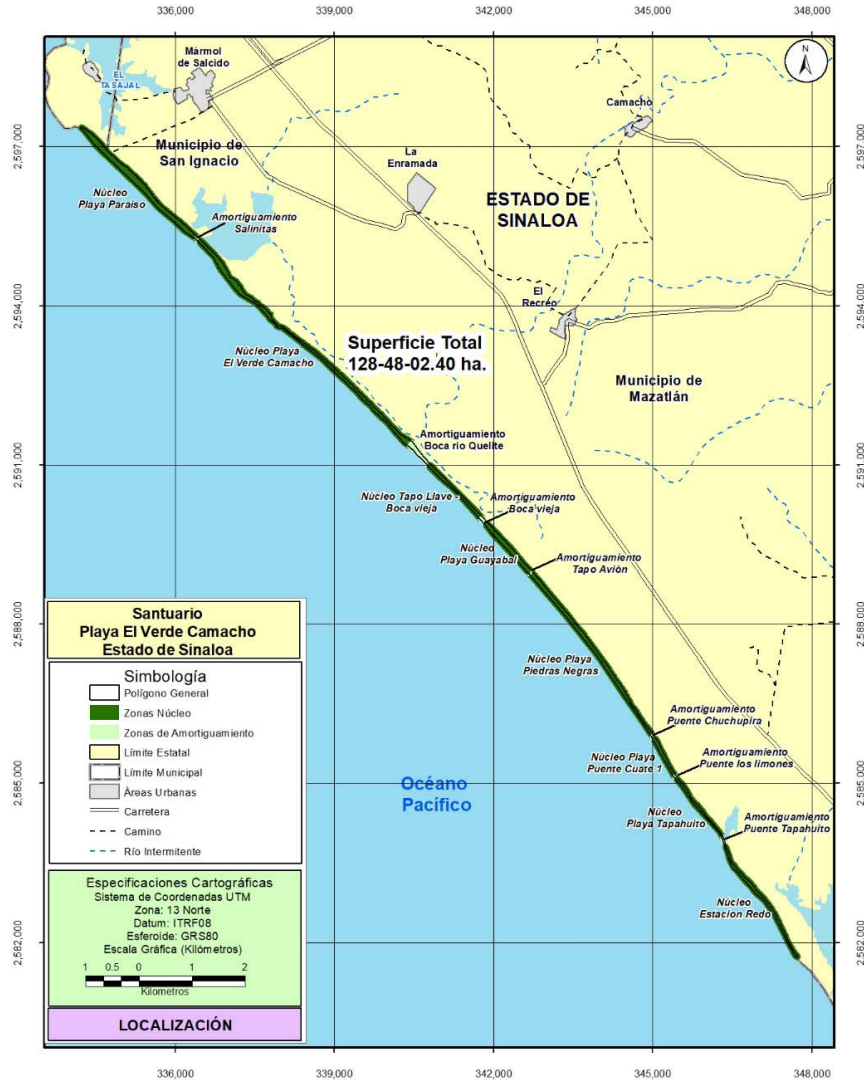 336,000
339,000
342,000
345,000
348,000
Mármol
de Salcido
N
EL
TASAJAL
Camacho
2,597,000
2,597,000
Municipio de
San Ignacio
La
Enramada
Núcleo
Playa Paraiso
ESTADO DE
SINALOA
Amortiguamiento
Salinitas
El
Recreo
2,594,000
2,594,000
Núcleo Playa
El Verde Camacho
Superficie Total
128-48-02.40 ha.
Municipio de
Mazatlán
Amortiguamiento
Boca rio Quelite
2,591,000
2,591,000
Núcleo Tapo Llave -
Boca vieja
Amortiguamiento
Boca vieja
Núcleo
Playa Guayabal
Amortiguamiento
Tapo Avión
2,588,000
2,588,000
Núcleo Playa
Piedras Negras
Amortiguamiento
Puente Chuchupira
Núcleo Playa
Puente Cuate 1
Amortiguamiento
Puente los limones
2,585,000
2,585,000
Océano
Pacífico
Núcleo
Playa Tapahuito
Amortiguamiento
Puente Tapahuito
Núcleo
Estacion Redo
2,582,000
2,582,000
Santuario
Playa El Verde Camacho
Estado de Sinaloa
Simbología
Polígono General
Zonas Núcleo
Zonas de Amortiguamiento
Límite Estatal
Límite Municipal
Áreas Urbanas
Carretera
Camino
Río Intermitente
Especificaciones Cartográficas
Sistema de Coordenadas UTM
Zona: 13 Norte
Datum: ITRF08
Esferoide: GRS80
Escala Gráfica (Kilómetros)
1 0.5 0 1 2
Kilometros
LOCALIZACIÓN
336,000
339,000
342,000
345,000
348,000